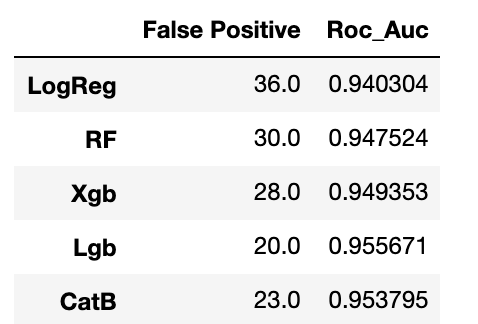 False Positive Roc_Auc
LogReg 36.0 0.940304
RF 30.0 0.947524
Xgb 28.0 0.949353
Lgb 20.0 0.955671
CatB 23.0 0.953795